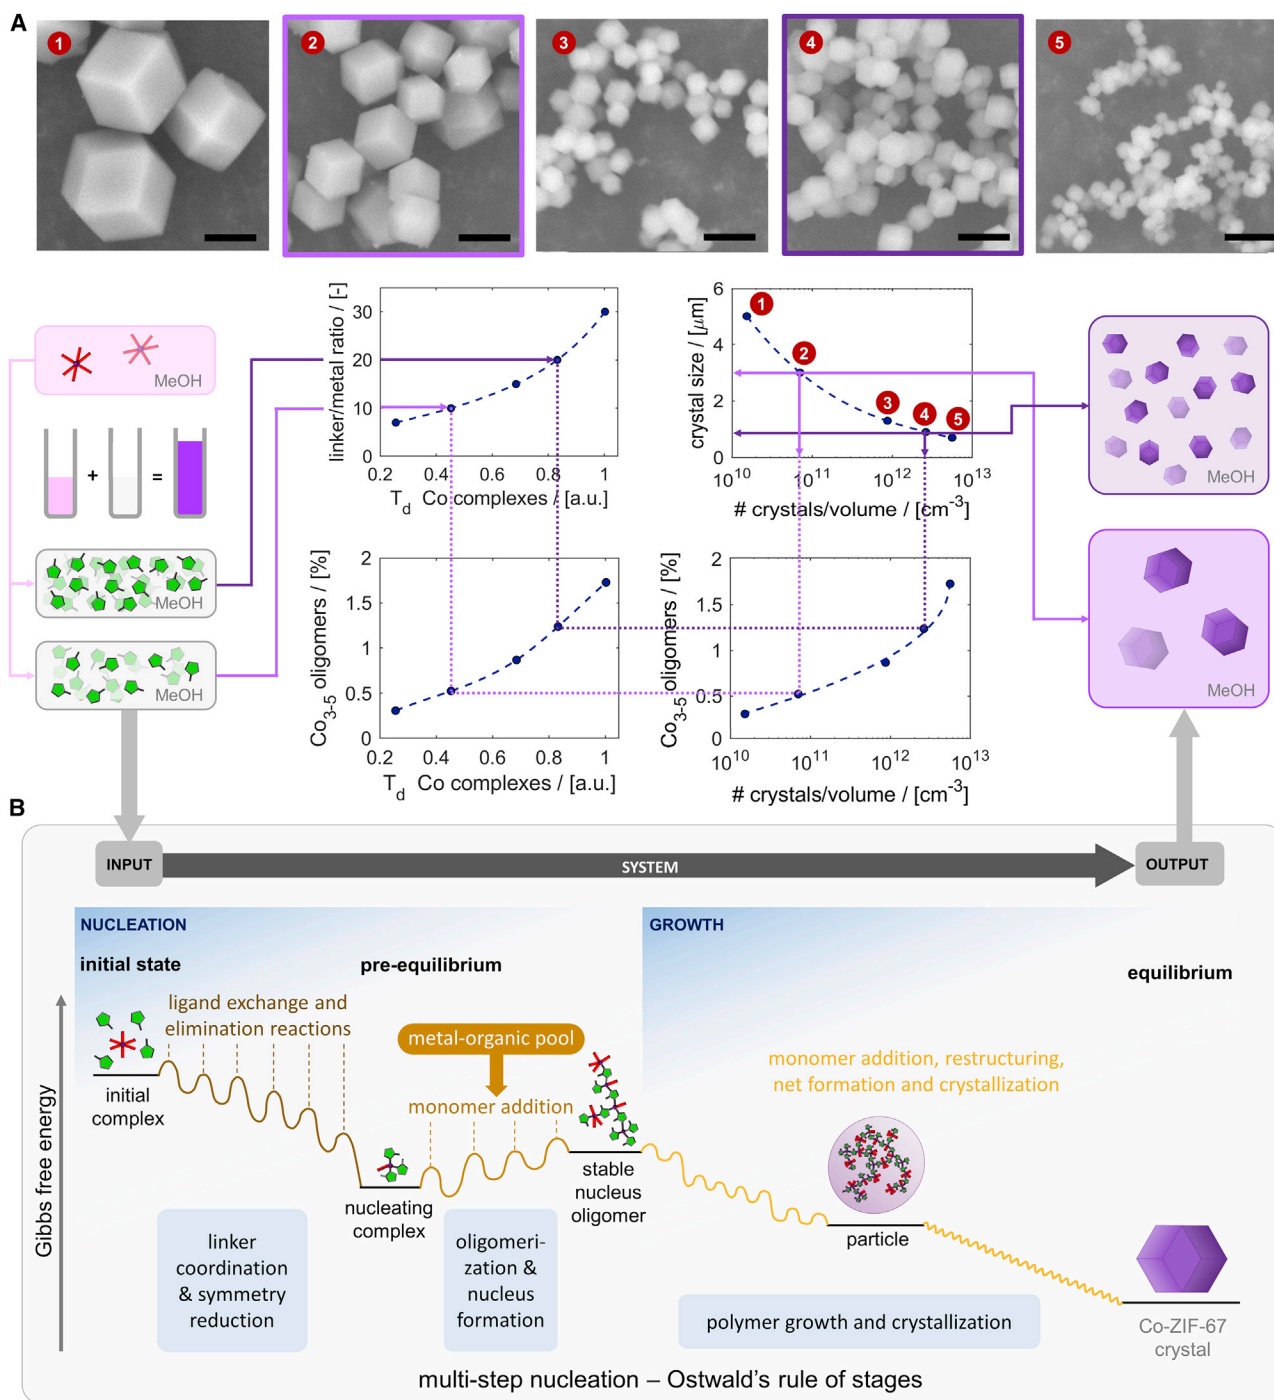 A
1
2
3
4
5
MeOH
+
=
MeOH
MeOH
linker/metal ratio / [-]
30
20
10
0
0.2 0.4 0.6 0.8 1
Td Co complexes / [a.u.]
crystal size / [μm]
6
4
2
0
1
2
3
4
5
10^10 10^11 10^12 10^13
# crystals/volume / [cm^-3]
MeOH
MeOH
Co3-5 oligomers / [%]
2
1.5
1
0.5
0
0.2 0.4 0.6 0.8 1
Td Co complexes / [a.u.]
Co3-5 oligomers / [%]
2
1.5
1
0.5
0
10^10 10^11 10^12 10^13
# crystals/volume / [cm^-3]
B
INPUT
SYSTEM
OUTPUT
NUCLEATION
GROWTH
initial state
pre-equilibrium
equilibrium
Gibbs free energy
ligand exchange and
elimination reactions
metal-organic pool
monomer addition
monomer addition, restructuring,
net formation and crystallization
initial
complex
nucleating
complex
stable
nucleus
oligomer
particle
Co-ZIF-67
crystal
linker
coordination
& symmetry
reduction
oligomeri-
zation &
nucleus
formation
polymer growth and crystallization
multi-step nucleation – Ostwald's rule of stages